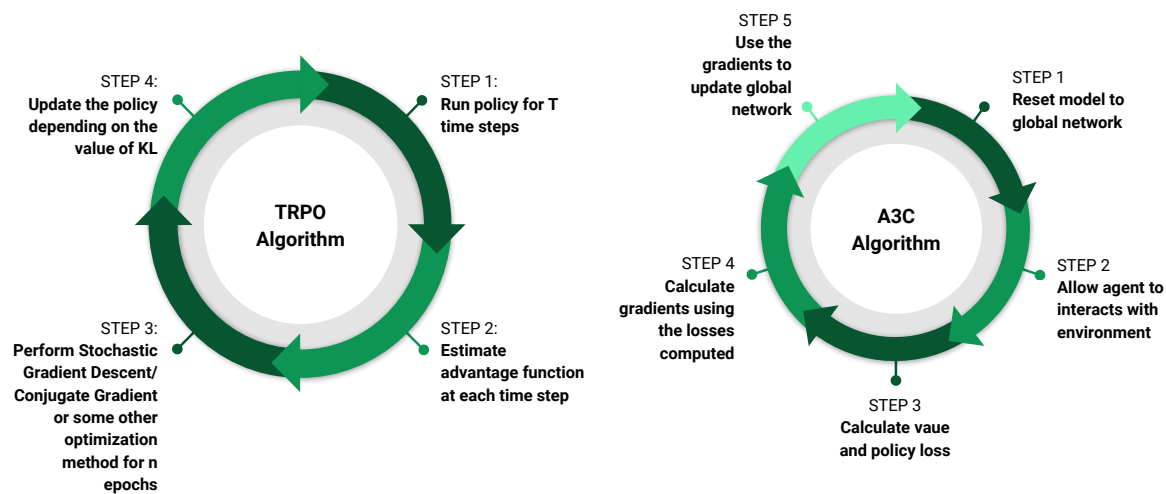 TRPO
Algorithm
STEP 1:
Run policy for T
time steps
STEP 2:
Estimate
advantage function
at each time step
STEP 3:
Perform Stochastic
Gradient Descent/
Conjugate Gradient
or some other
optimization
method for n
epochs
STEP 4:
Update the policy
depending on the
value of KL
A3C
Algorithm
STEP 1
Reset model to
global network
STEP 2
Allow agent to
interacts with
environment
STEP 3
Calculate vaue
and policy loss
STEP 4
Calculate
gradients using
the losses
computed
STEP 5
Use the
gradients to
update global
network